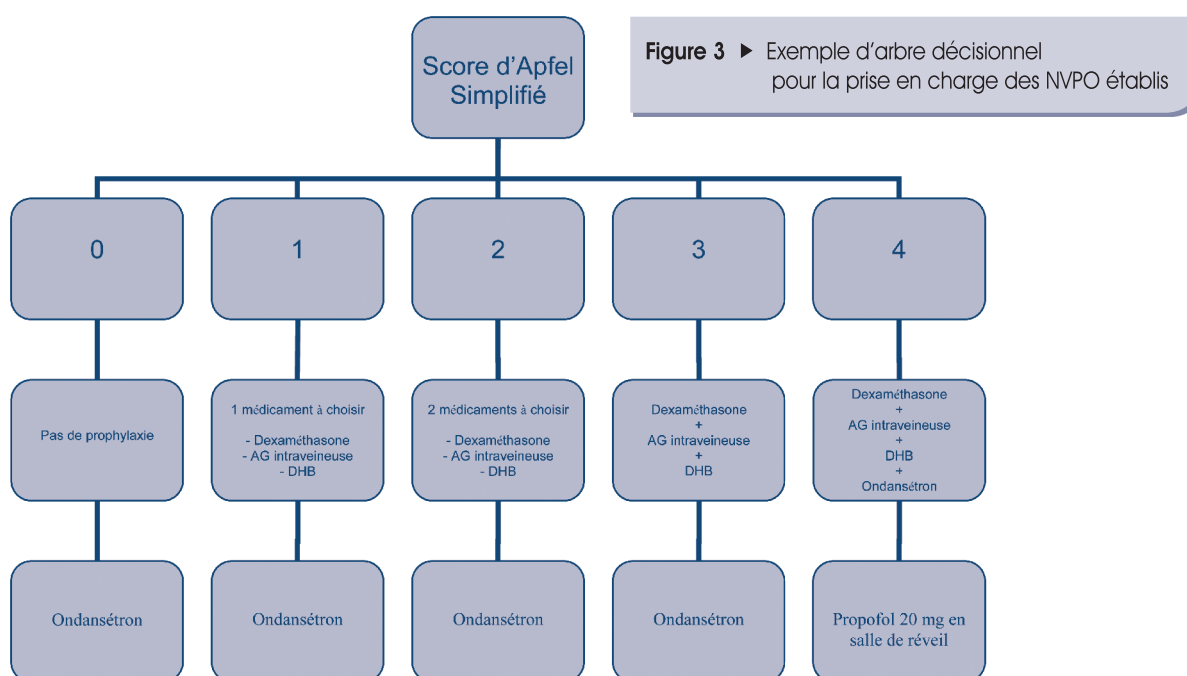 Score d'Apfel
Simplifié
Figure 3 ▶ Exemple d'arbre décisionnel
pour la prise en charge des NVPO établis
0
1
2
3
4
Pas de prophylaxie
1 médicament à choisir
- Dexaméthasone
- AG intraveineuse
- DHB
2 médicaments à choisir
- Dexaméthasone
- AG intraveineuse
- DHB
Dexaméthasone
+
AG intraveineuse
+
DHB
Dexaméthasone
+
AG intraveineuse
+
DHB
+
Ondansétron
Ondansétron
Ondansétron
Ondansétron
Ondansétron
Propofol 20 mg en
salle de réveil